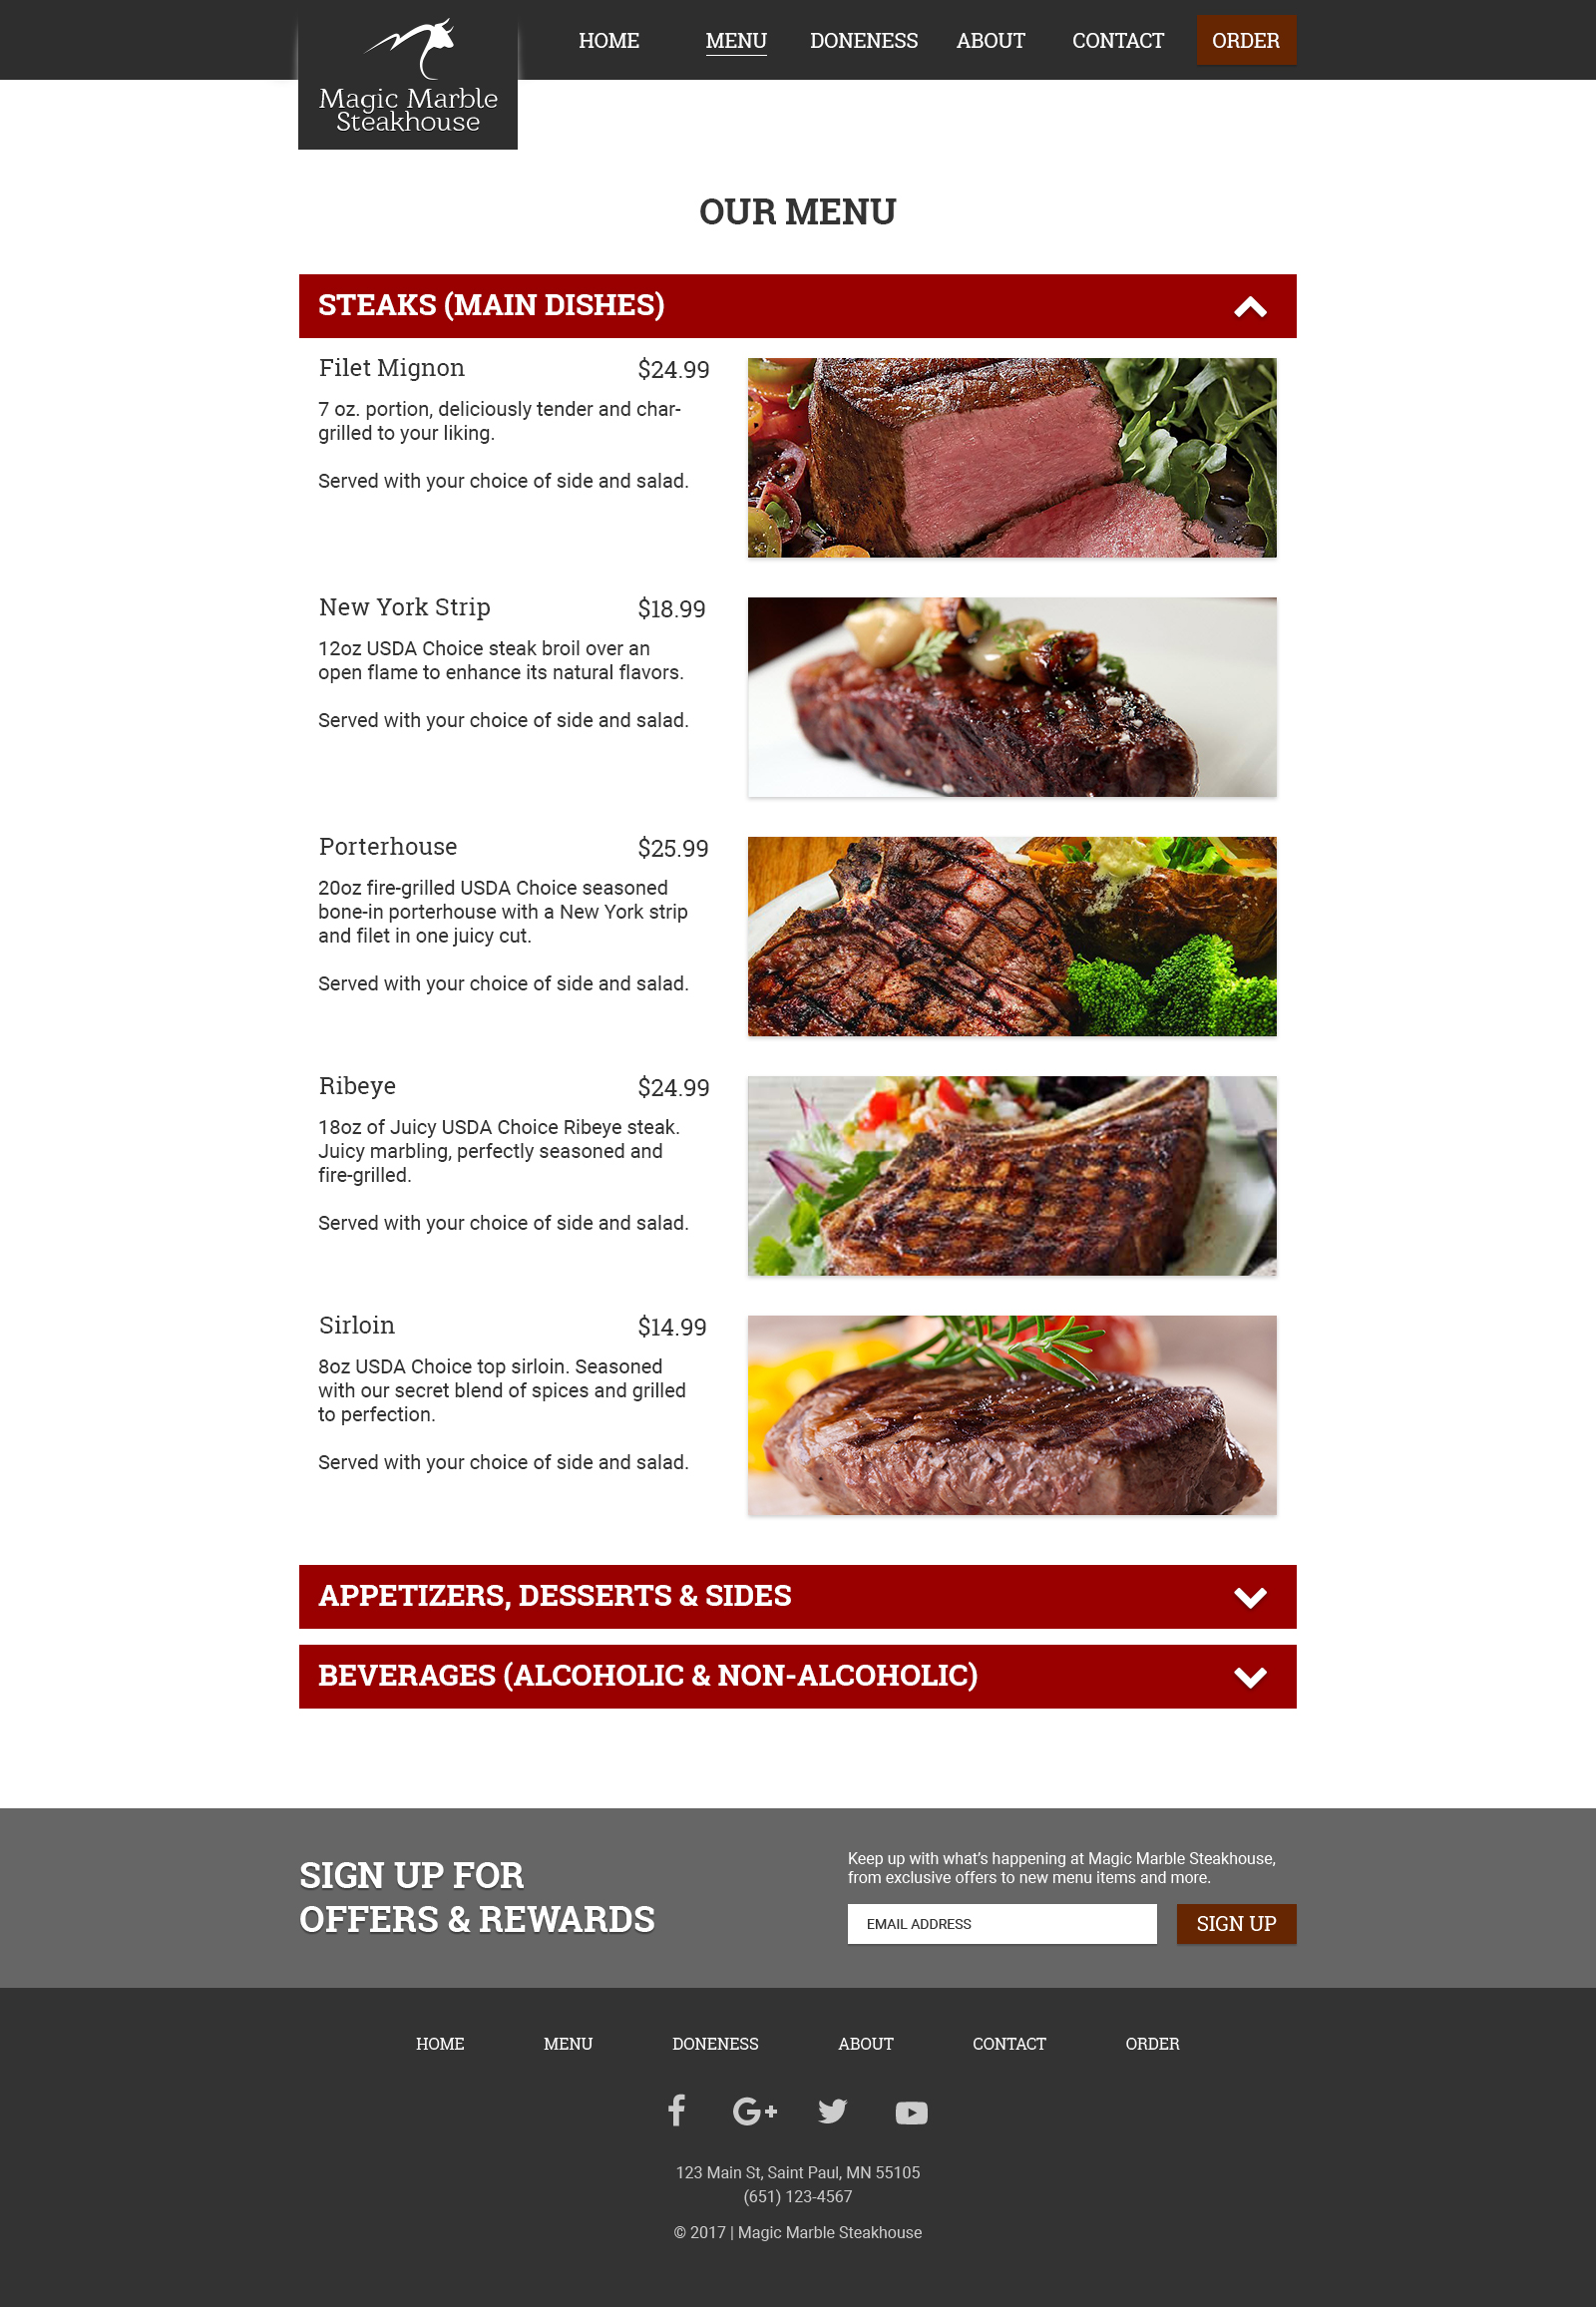 Magic Marble
Steakhouse
HOME MENU DONENESS ABOUT CONTACT ORDER
OUR MENU
STEAKS (MAIN DISHES)
Filet Mignon $24.99
7 oz. portion, deliciously tender and char-
grilled to your liking.
Served with your choice of side and salad.
New York Strip $18.99
12oz USDA Choice steak broil over an
open flame to enhance its natural flavors.
Served with your choice of side and salad.
Porterhouse $25.99
20oz fire-grilled USDA Choice seasoned
bone-in porterhouse with a New York strip
and filet in one juicy cut.
Served with your choice of side and salad.
Ribeye $24.99
18oz of Juicy USDA Choice Ribeye steak.
Juicy marbling, perfectly seasoned and
fire-grilled.
Served with your choice of side and salad.
Sirloin $14.99
8oz USDA Choice top sirloin. Seasoned
with our secret blend of spices and grilled
to perfection.
Served with your choice of side and salad.
APPETIZERS, DESSERTS & SIDES
BEVERAGES (ALCOHOLIC & NON-ALCOHOLIC)
SIGN UP FOR
OFFERS & REWARDS
Keep up with what's happening at Magic Marble Steakhouse,
from exclusive offers to new menu items and more.
EMAIL ADDRESS SIGN UP
HOME MENU DONENESS ABOUT CONTACT ORDER
123 Main St, Saint Paul, MN 55105
(651) 123-4567
© 2017 | Magic Marble Steakhouse